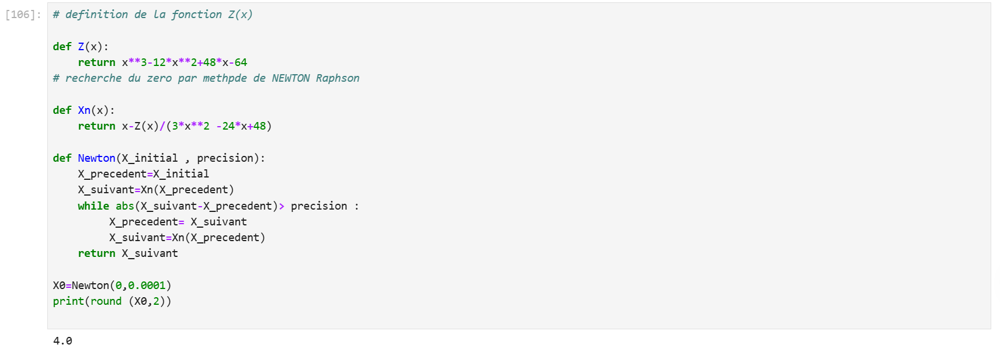 [106]: # definition de la fonction Z(x)
def Z(x):
    return x**3-12*x**2+48*x-64
# recherche du zero par methpde de NEWTON Raphson
def Xn(x):
    return x-Z(x)/(3*x**2 -24*x+48)
def Newton(X_initial , precision):
    X_precedent=X_initial
    X_suivant=Xn(X_precedent)
    while abs(X_suivant-X_precedent)> precision :
         X_precedent= X_suivant
         X_suivant=Xn(X_precedent)
    return X_suivant
X0=Newton(0,0.0001)
print(round (X0,2))
4.0